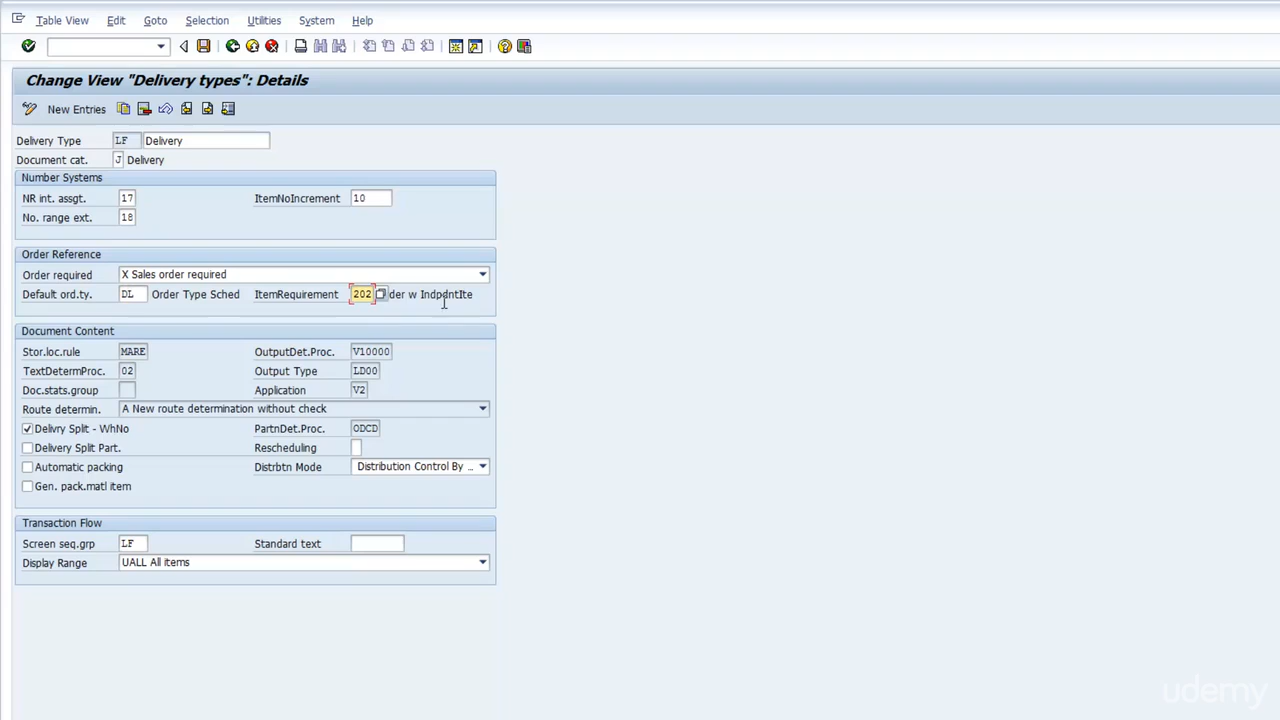 Table View Edit Goto Selection Utilities System Help
Change View "Delivery types": Details
New Entries
Delivery Type LF Delivery
Document cat. J Delivery
Number Systems
NR int. assgt. 17 ItemNoIncrement 10
No. range ext. 18
Order Reference
Order required X Sales order required
Default ord.ty. DL Order Type Sched ItemRequirement 202 der w IndpdntIte
Document Content
Stor.loc.rule MARE OutputDet.Proc. V10000
TextDetermProc. 02 Output Type LD00
Doc.stats.group Application V2
Route determin. A New route determination without check
Delivry Split - WhNo PartnDet.Proc. ODCD
Delivery Split Part. Rescheduling
Automatic packing Distrbtn Mode Distribution Control By ...
Gen. pack.matl item
Transaction Flow
Screen seq.grp LF Standard text
Display Range UALL All items
udemy